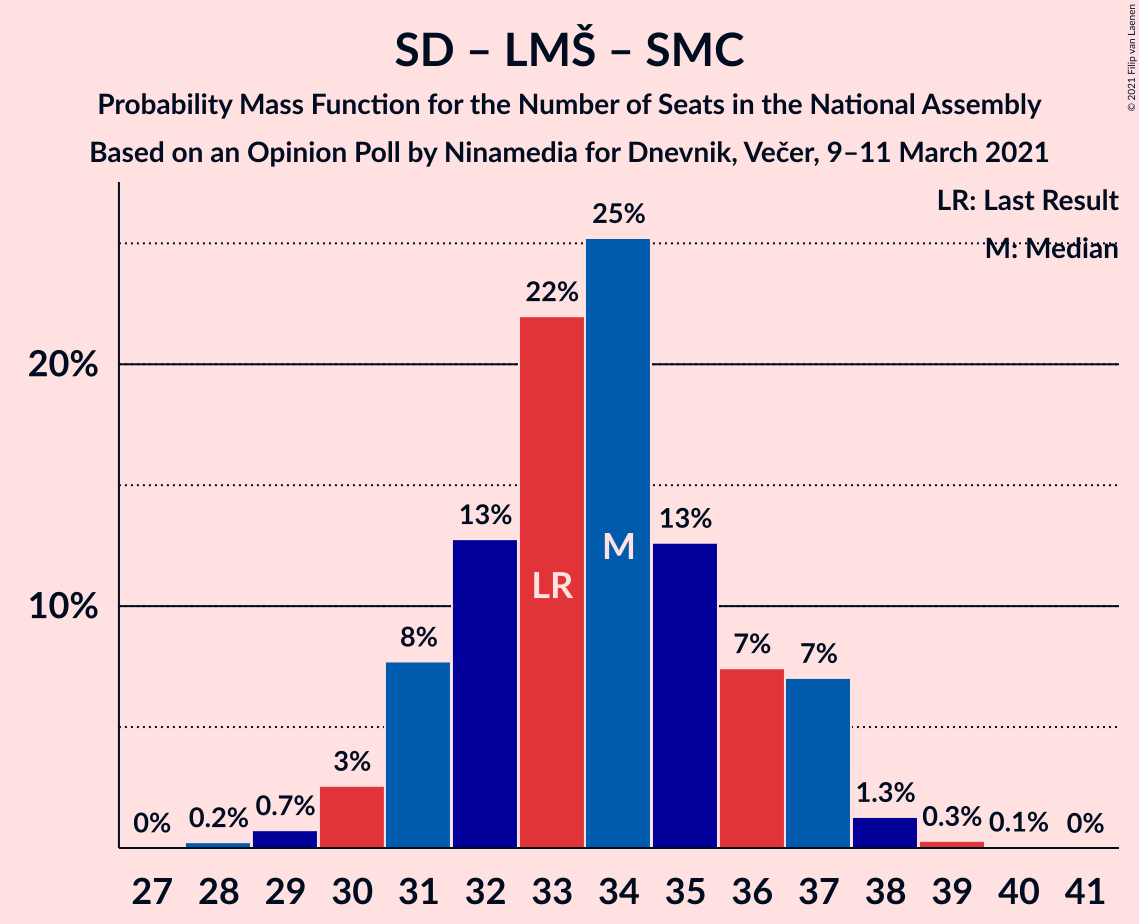 SD – LMŠ – SMC
Probability Mass Function for the Number of Seats in the National Assembly
Based on an Opinion Poll by Ninamedia for Dnevnik, Večer, 9–11 March 2021
© 2021 Filip van Laenen
LR: Last Result
M: Median
20%
10%
0%
0.2%
0.7%
3%
8%
13%
22%
25%
13%
7%
7%
1.3%
0.3%
0.1%
0%
LR
M
27 28 29 30 31 32 33 34 35 36 37 38 39 40 41